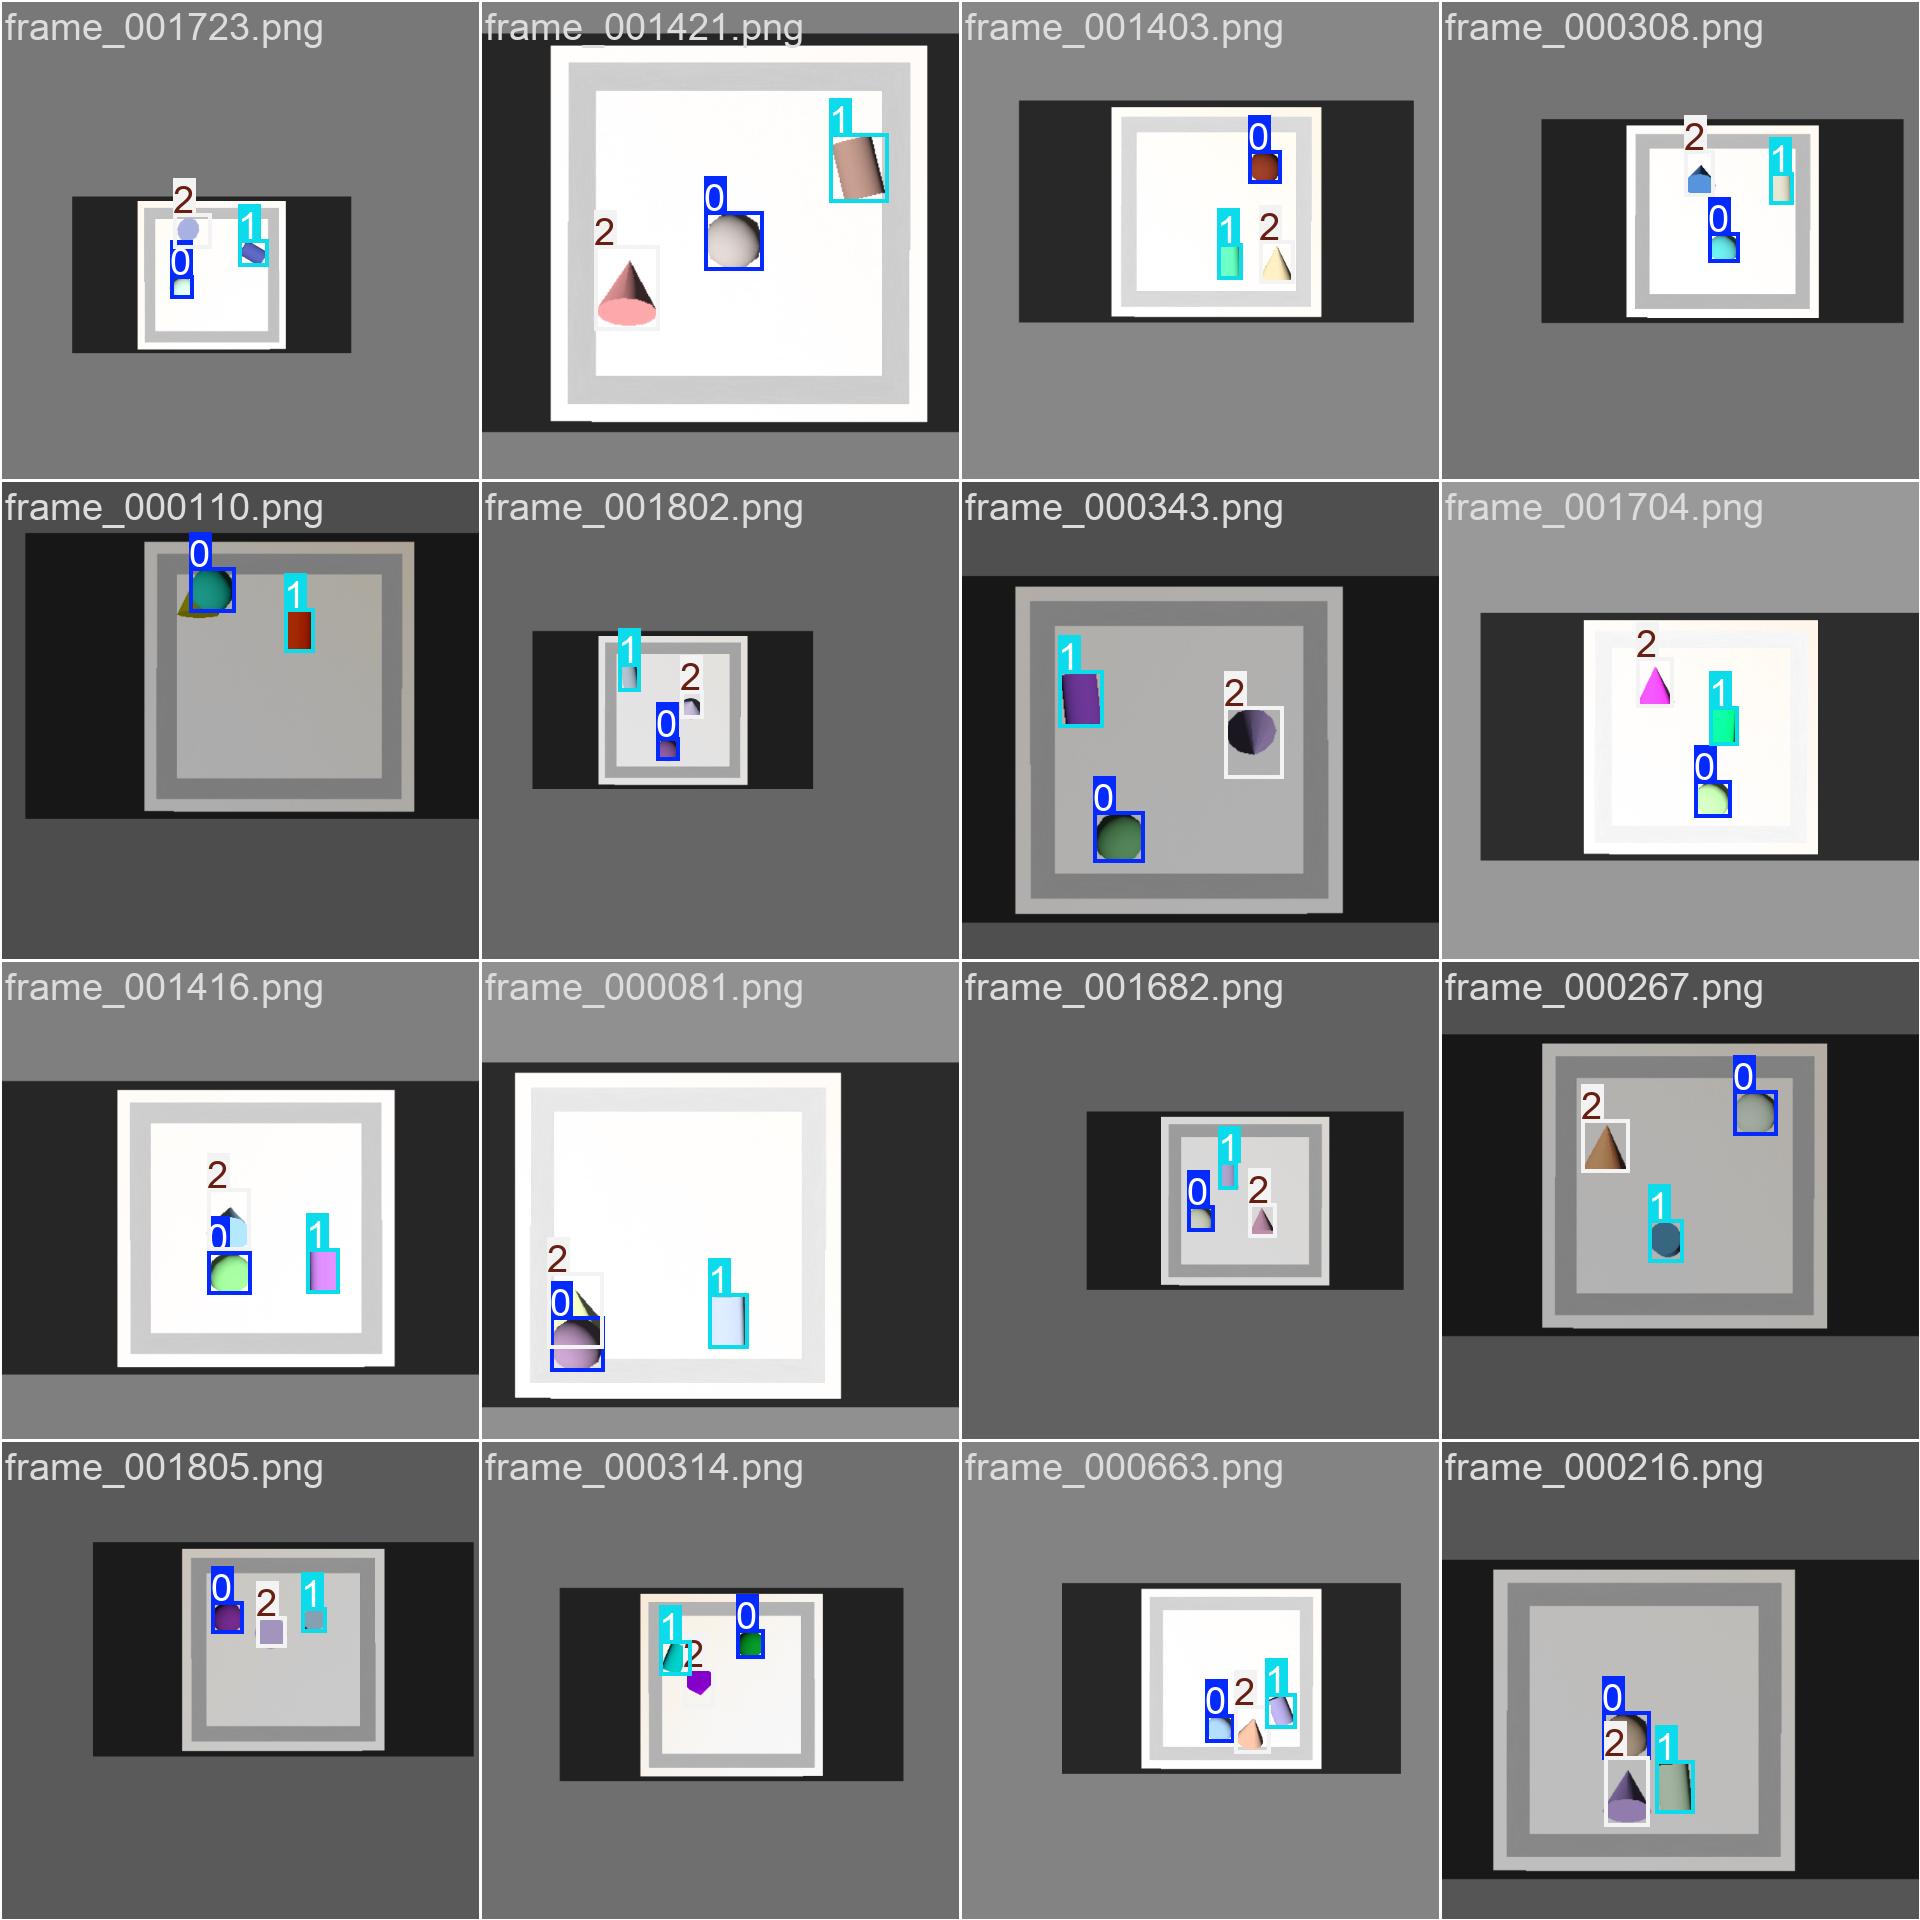 frame_001723.png
2
1
0
frame_001421.png
1
0
2
frame_001403.png
0
1
2
frame_000308.png
2
1
0
frame_000110.png
0
1
frame_001802.png
1
2
0
frame_000343.png
1
2
0
frame_001704.png
2
1
0
frame_001416.png
2
0
1
frame_000081.png
2
0
1
frame_001682.png
1
0
2
frame_000267.png
0
2
1
frame_001805.png
0
2
1
frame_000314.png
0
1
2
frame_000663.png
1
2
0
frame_000216.png
0
2
1